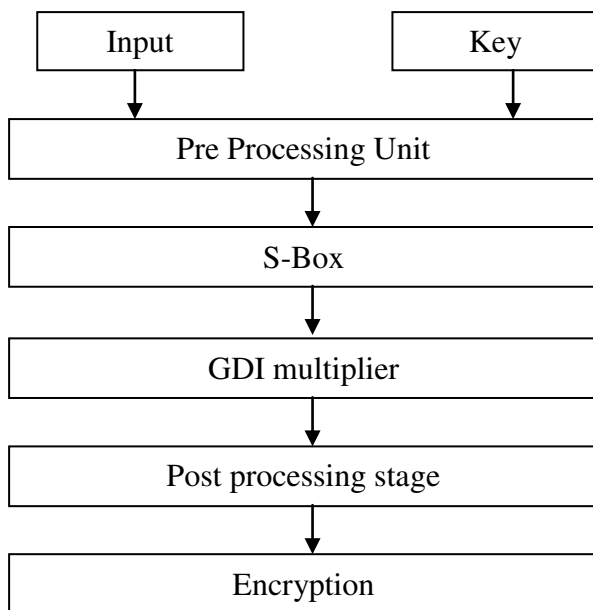 Input
Key
Pre Processing Unit
S-Box
GDI multiplier
Post processing stage
Encryption